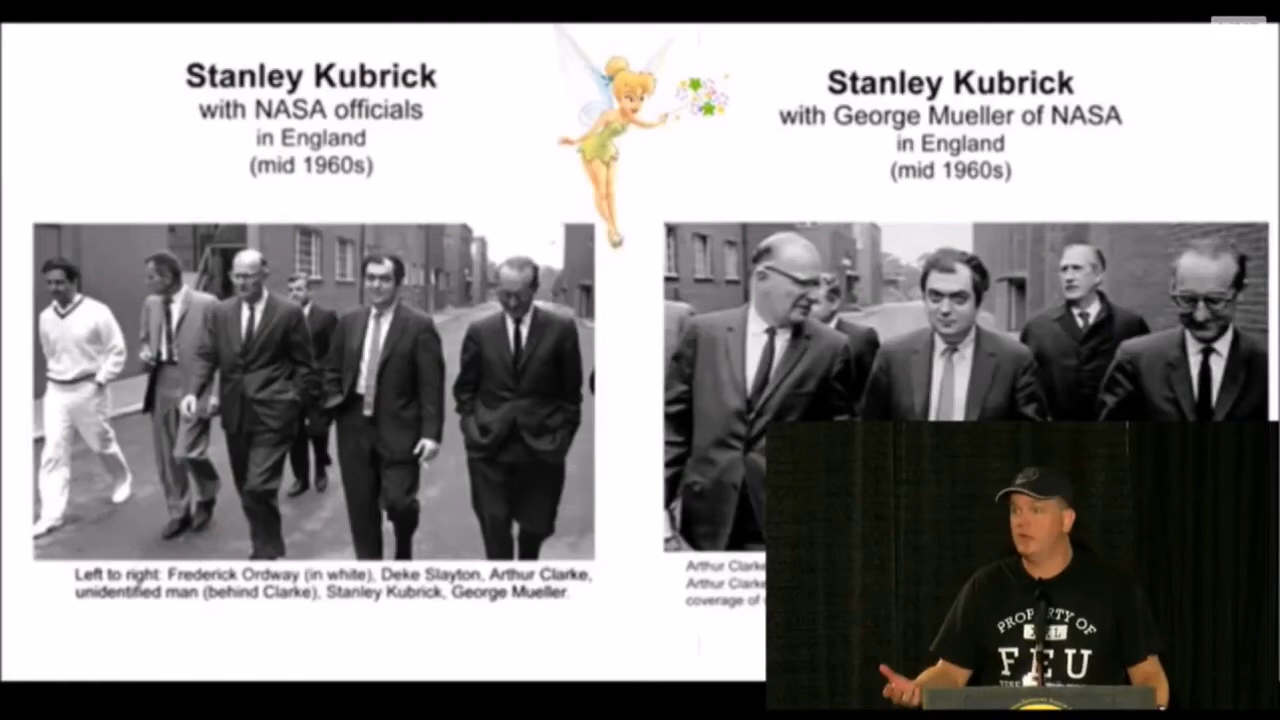 Stanley Kubrick
with NASA officials
in England
(mid 1960s)
Left to right: Frederick Ordway (in white), Deke Slayton, Arthur Clarke,
unidentified man (behind Clarke), Stanley Kubrick, George Mueller.
Stanley Kubrick
with George Mueller of NASA
in England
(mid 1960s)
Arthur Clarke
Arthur Clarke
coverage of
PROPERTY OF
FEU